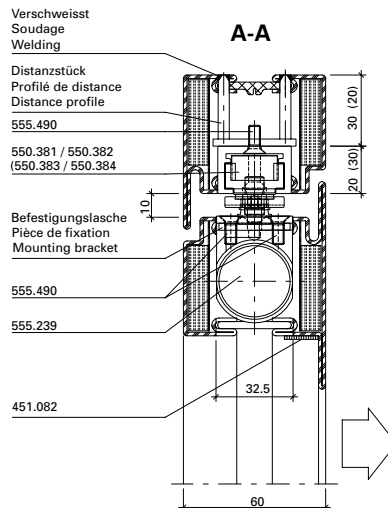 Verschweisst
Soudage
Welding
A-A
Distanzstück
Profilé de distance
Distance profile
555.490
550.381 / 550.382
(550.383 / 550.384
30 (20)
20 (30)
10
Befestigungslasche
Pièce de fixation
Mounting bracket
555.490
555.239
32.5
451.082
60